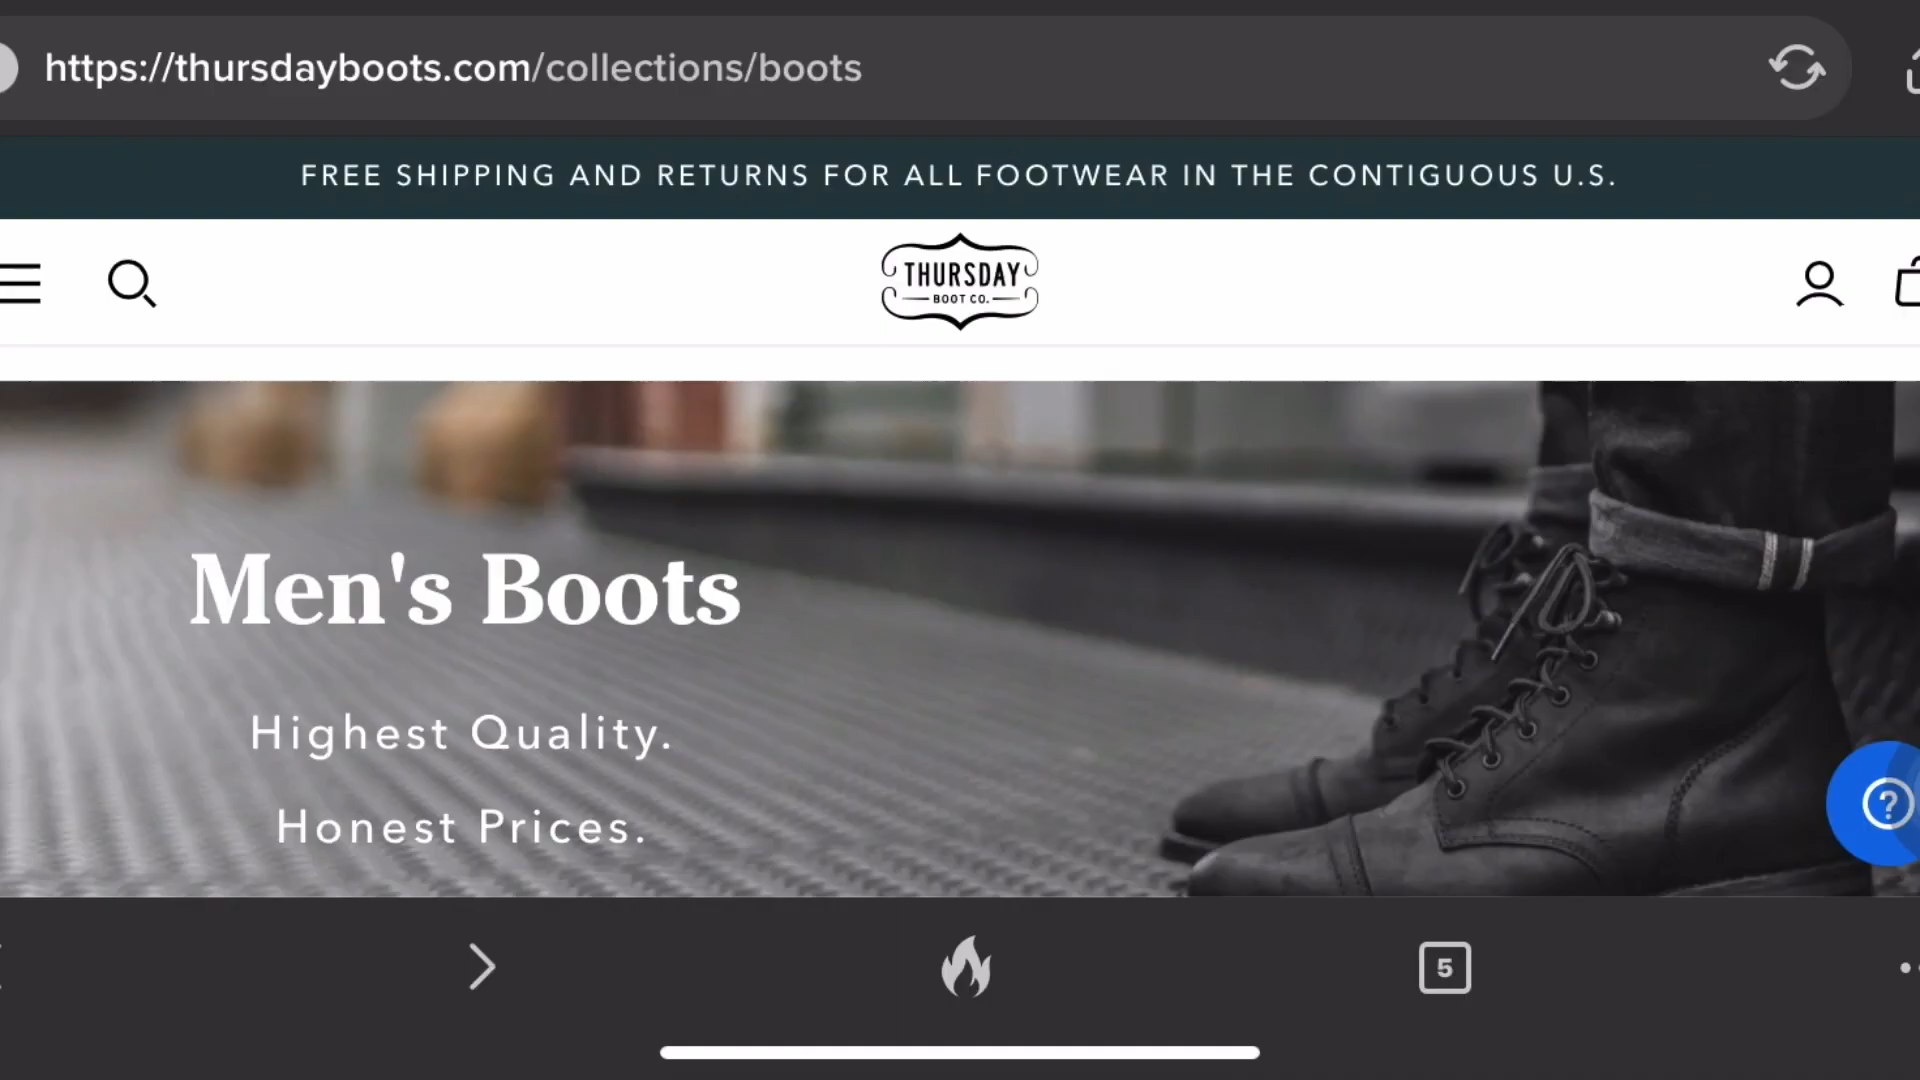 https://thursdayboots.com/collections/boots
FREE SHIPPING AND RETURNS FOR ALL FOOTWEAR IN THE CONTIGUOUS U.S.
THURSDAY
BOOT CO.
Men's Boots
Highest Quality.
Honest Prices.
?
5